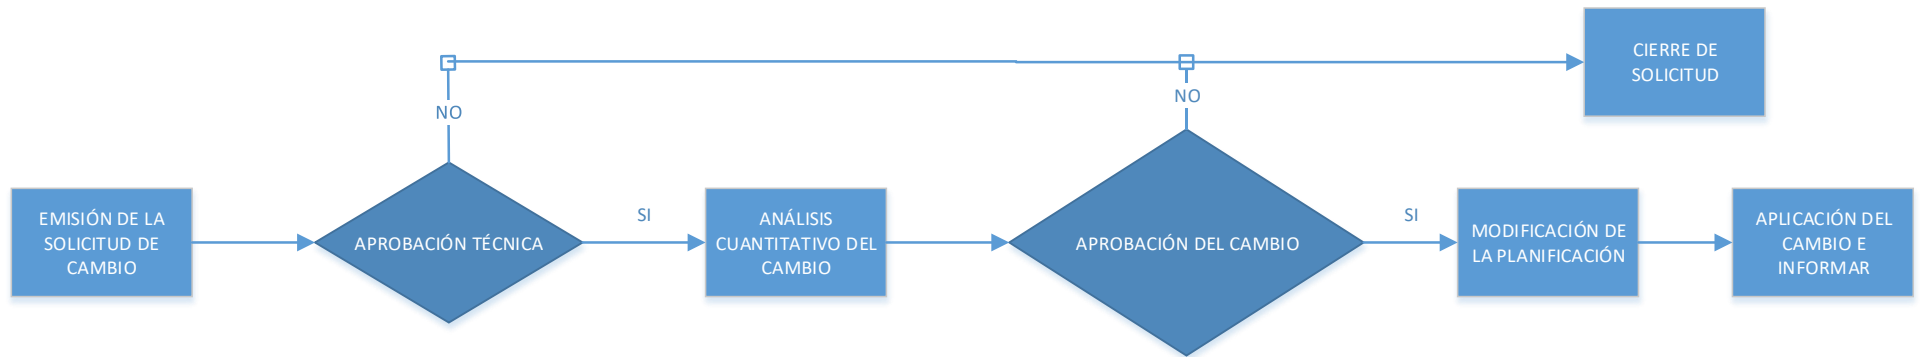 CIERRE DE
SOLICITUD
NO
NO
EMISIÓN DE LA
SOLICITUD DE
CAMBIO
APROBACIÓN TÉCNICA
SI
ANÁLISIS
CUANTITATIVO DEL
CAMBIO
APROBACIÓN DEL CAMBIO
SI
MODIFICACIÓN DE
LA PLANIFICACIÓN
APLICACIÓN DEL
CAMBIO E
INFORMAR